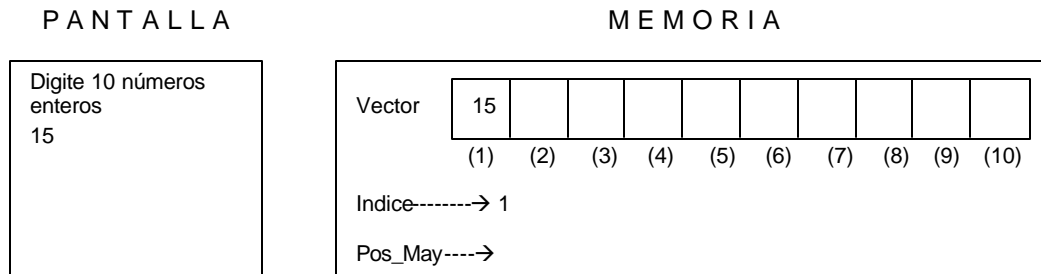 P A N T A L L A
M E M O R I A
Digite 10 números
enteros
15
Vector 15
(1) (2) (3) (4) (5) (6) (7) (8) (9) (10)
Indice--------→ 1
Pos_May----→